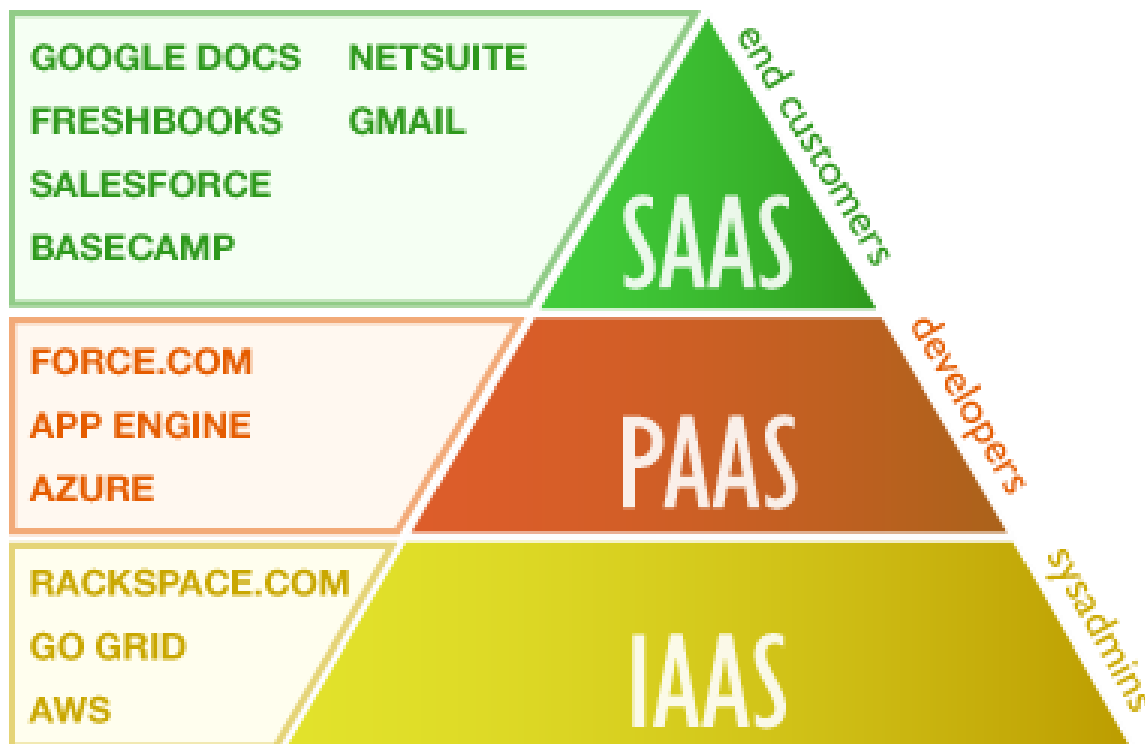 GOOGLE DOCS NETSUITE
FRESHBOOKS GMAIL
SALESFORCE
BASECAMP
SAAS
end customers
FORCE.COM
APP ENGINE
AZURE
PAAS
developers
RACKSPACE.COM
GO GRID
AWS
IAAS
sysadmins